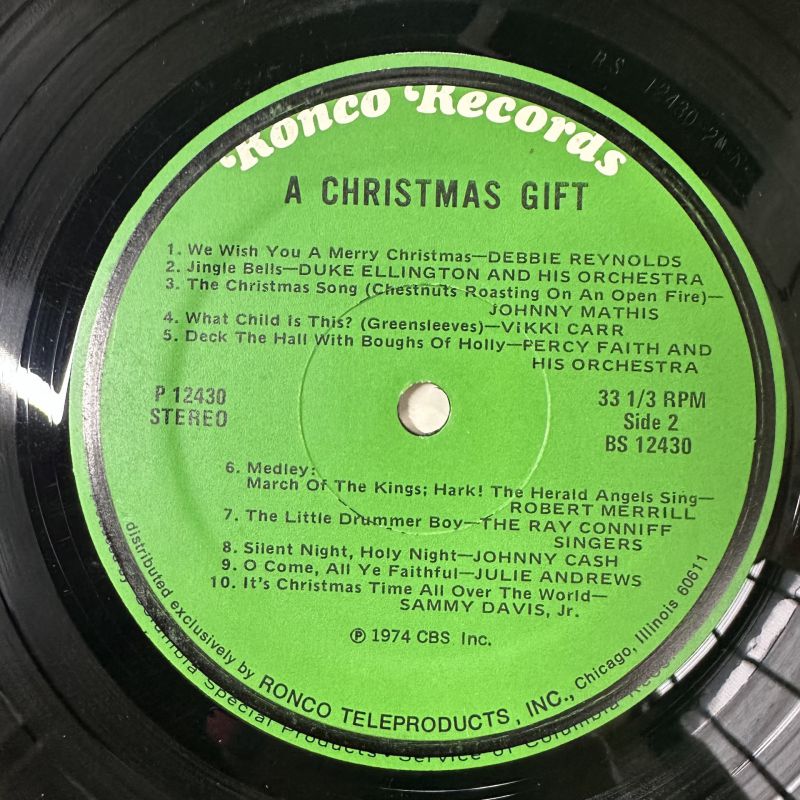 BS 12430
Ronco Records
A CHRISTMAS GIFT
1. We Wish You A Merry Christmas—DEBBIE REYNOLDS
2. Jingle Bells—DUKE ELLINGTON AND HIS ORCHESTRA
3. The Christmas Song (Chestnuts Roasting On An Open Fire)—
JOHNNY MATHIS
4. What Child is This? (Greensleeves)—ViKKI CARR
5. Deck The Hall With Boughs Of Holly—PERCY FAITH AND
HIS ORCHESTRA
P 12430
STEREO
33 1/3 RPM
Side 2
BS 12430
6. Medley:
March Of The Kings; Hark! The Herald Angels Sing—
ROBERT MERRILL
7. The Little Drummer Boy—THE RAY CONNIFF
SINGERS
8. Silent Night, Holy Night—JOHNNY CASH
9. O Come, All Ye Faithful—JULIE ANDREWS
10. It's Christmas Time All Over The World—
SAMMY DAVIS, Jr.
℗ 1974 CBS Inc.
distributed exclusively by RONCO TELEPRODUCTS, INC., Chicago, Illinois 60611
Special Products - Service of Columbia